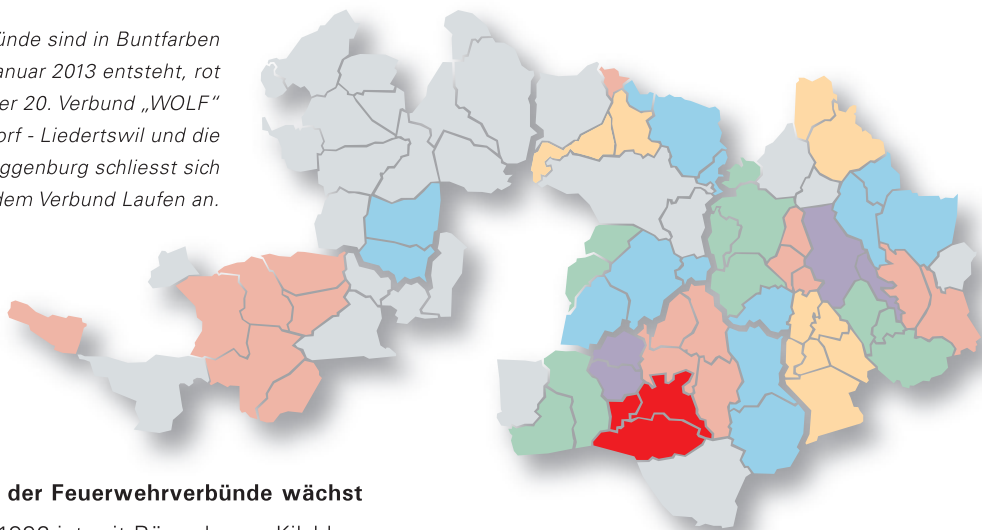 ünde sind in Buntfarben
anuar 2013 entsteht, rot
er 20. Verbund „WOLF“
orf - Liedertswil und die
ggenburg schliesst sich
dem Verbund Laufen an.
der Feuerwehrverbünde wächst